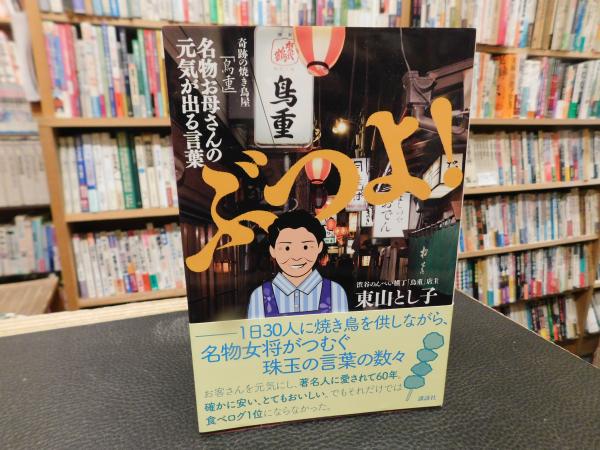 奇跡の焼き鳥屋
「鳥重」
名物お母さんの
元気が出る言葉
鳥重
おでん
ぶつよ!
渋谷のんべい横丁「鳥重」店主
東山とし子
――1日30人に焼き鳥を供しながら、
名物女将がつむぐ
珠玉の言葉の数々
お客さんを元気にし、著名人に愛されて60年。
確かに安い、とてもおいしい。でもそれだけでは
食べログ1位にならなかった。
講談社